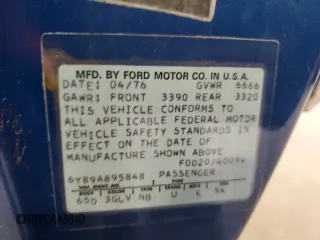 MFD. BY FORD MOTOR CO. IN U.S.A.
DATE: 04/76 GVWR 6666
GAWR: FRONT 3390 REAR 3320
THIS VEHICLE CONFORMS TO
ALL APPLICABLE FEDERAL MOTOR
VEHICLE SAFETY STANDARDS IN
EFFECT ON THE DATE OF
MANUFACTURE SHOWN ABOVE
6Y89A895848 PASSENGER
TYPE
65D 3GLV NB U K